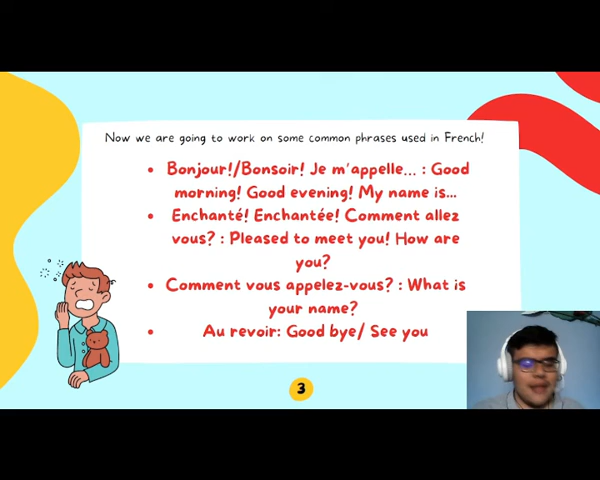 Now we are going to work on some common phrases used in French!
• Bonjour!/Bonsoir! Je m'appelle... : Good
morning! Good evening! My name is...
• Enchanté! Enchantée! Comment allez
vous? : Pleased to meet you! How are
you?
• Comment vous appelez-vous? : What is
your name?
• Au revoir: Good bye/ See you
3